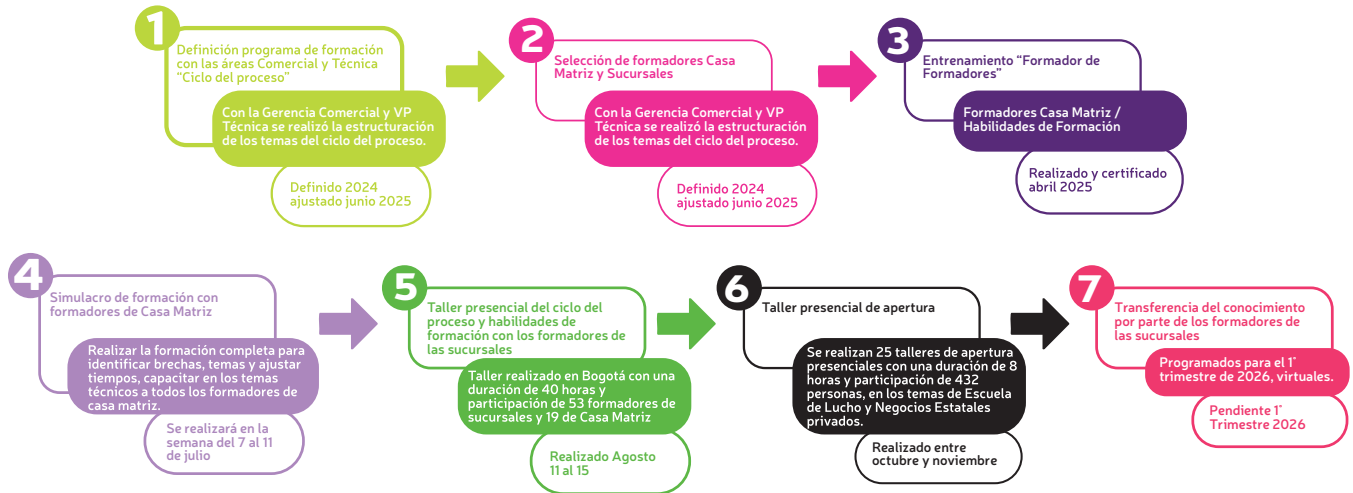 1
Definición programa de formación
con las áreas Comercial y Técnica
“Ciclo del proceso”
Con la Gerencia Comercial y VP
Técnica se realizó la estructuración
de los temas del ciclo del proceso.
Definido 2024
ajustado junio 2025
2
Selección de formadores Casa
Matriz y Sucursales
Con la Gerencia Comercial y VP
Técnica se realizó la estructuración
de los temas del ciclo del proceso.
Definido 2024
ajustado junio 2025
3
Entrenamiento “Formador de
Formadores”
Formadores Casa Matriz /
Habilidades de Formación
Realizado y certificado
abril 2025
4
Simulacro de formación con
formadores de Casa Matriz
Realizar la formación completa para
identificar brechas, temas y ajustar
tiempos, capacitar en los temas
técnicos a todos los formadores de
casa matriz.
Se realizará en la
semana del 7 al 11
de julio
5
Taller presencial del ciclo del
proceso y habilidades de
formación con los formadores de
las sucursales
Taller realizado en Bogotá con una
duración de 40 horas y
participación de 53 formadores de
sucursales y 19 de Casa Matriz
Realizado Agosto
11 al 15
6
Taller presencial de apertura
Se realizan 25 talleres de apertura
presenciales con una duración de 8
horas y participación de 432
personas, en los temas de Escuela
de Lucho y Negocios Estatales
privados.
Realizado entre
octubre y noviembre
7
Transferencia del conocimiento
por parte de los formadores de
las sucursales
Programados para el 1°
trimestre de 2026, virtuales.
Pendiente 1°
Trimestre 2026